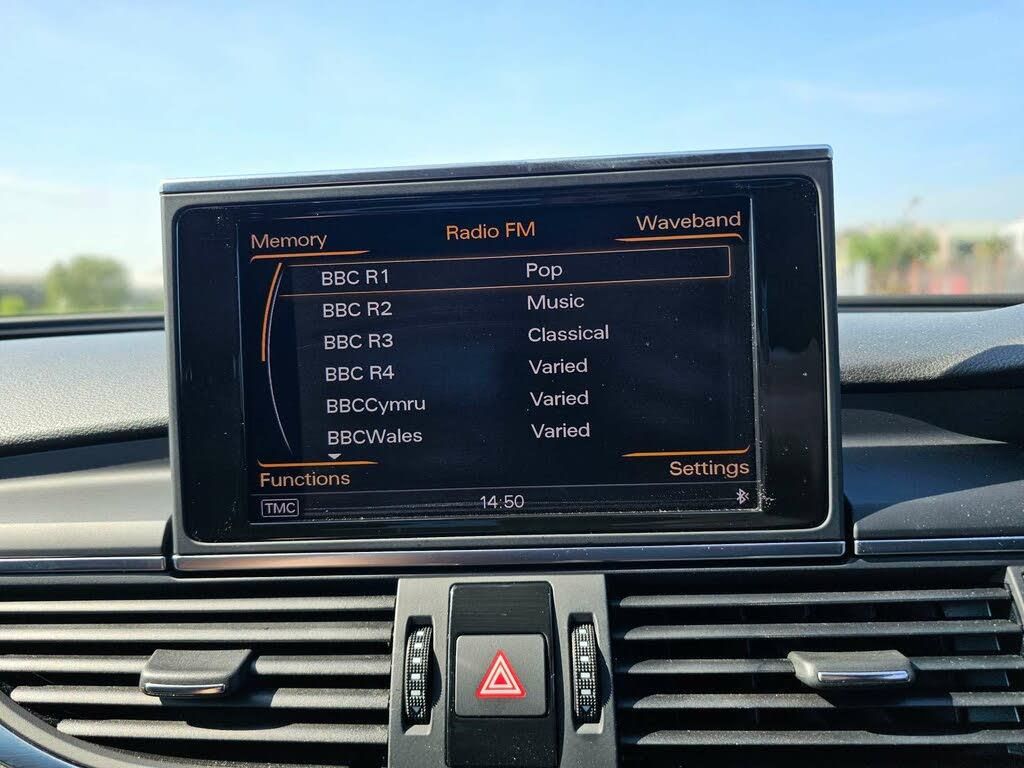 Memory Radio FM Waveband
BBC R1 Pop
BBC R2 Music
BBC R3 Classical
BBC R4 Varied
BBCCymru Varied
BBCWales Varied
Functions Settings
TMC 14:50